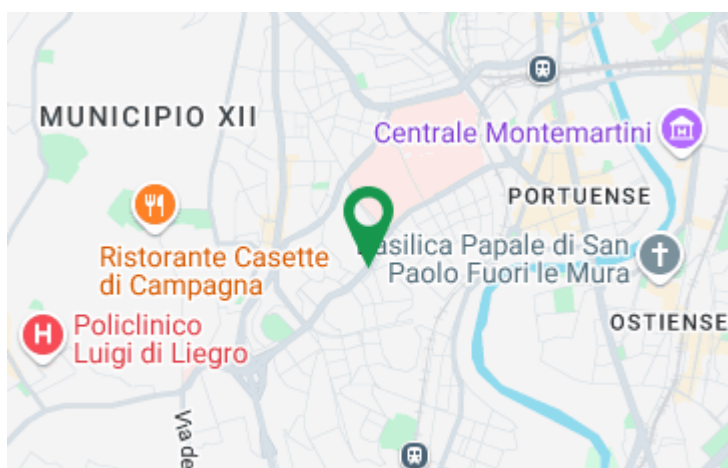 MUNICIPIO XII
Centrale Montemartini
PORTUENSE
Ristorante Casette
di Campagna
asilica Papale di San
Paolo Fuori le Mura
H
Policlinico
Luigi di Liegro
OSTIENSE
Via de